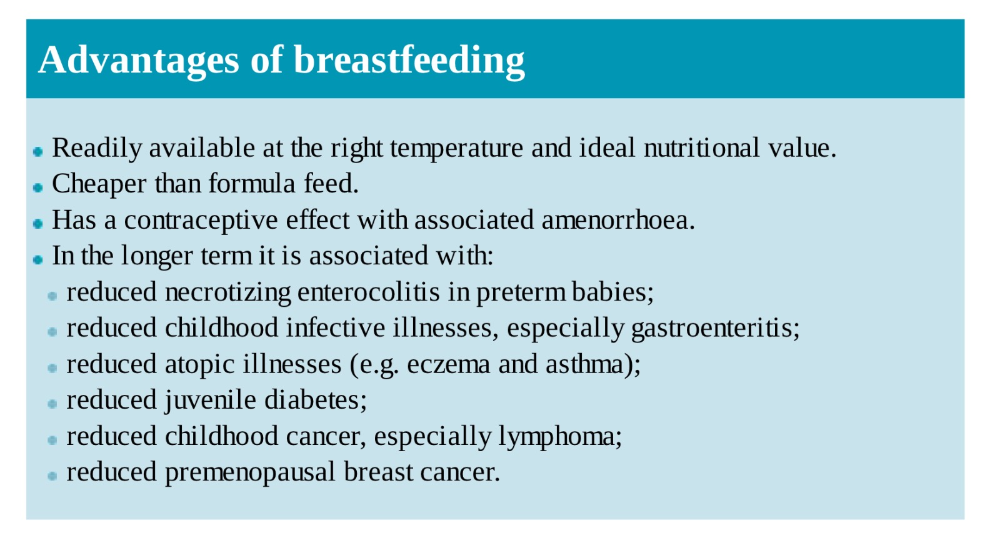 Advantages of breastfeeding
• Readily available at the right temperature and ideal nutritional value.
• Cheaper than formula feed.
• Has a contraceptive effect with associated amenorrhoea.
• In the longer term it is associated with:
• reduced necrotizing enterocolitis in preterm babies;
• reduced childhood infective illnesses, especially gastroenteritis;
• reduced atopic illnesses (e.g. eczema and asthma);
• reduced juvenile diabetes;
• reduced childhood cancer, especially lymphoma;
• reduced premenopausal breast cancer.